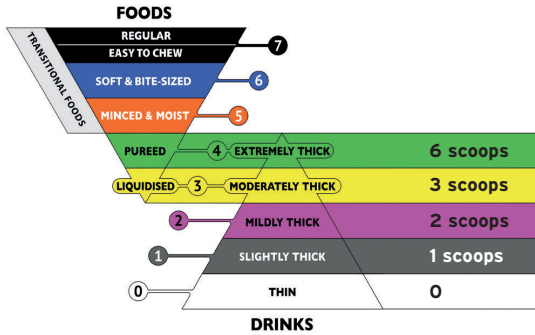 FOODS
REGULAR
EASY TO CHEW
7
TRANSITIONAL FOODS
SOFT & BITE-SIZED
6
MINCED & MOIST
5
PUREED
4
EXTREMELY THICK
6 scoops
LIQUIDISED
3
MODERATELY THICK
3 scoops
2
MILDLY THICK
2 scoops
1
SLIGHTLY THICK
1 scoops
0
THIN
0
DRINKS